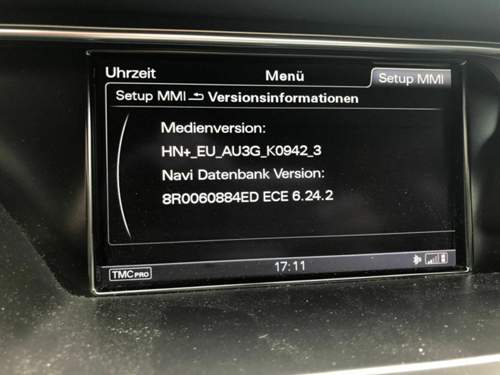 Uhrzeit
Menü
Setup MMI
Setup MMI Versionsinformationen
Medienversion:
HN+_EU_AU3G_K0942_3
Navi Datenbank Version:
8R0060884ED ECE 6.24.2
TMC PRO
17:11